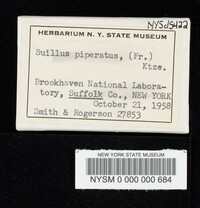 NYSd5422
HERBARIUM N. Y. STATE MUSEUM
Suillus piperatus, (Fr.)
Ktze.
Brookhaven National Labora-
tory, Suffolk Co., NEW YORK
October 21, 1958
Smith & Rogerson 27853
NEW YORK STATE MUSEUM
NYSM 0 000 000 684